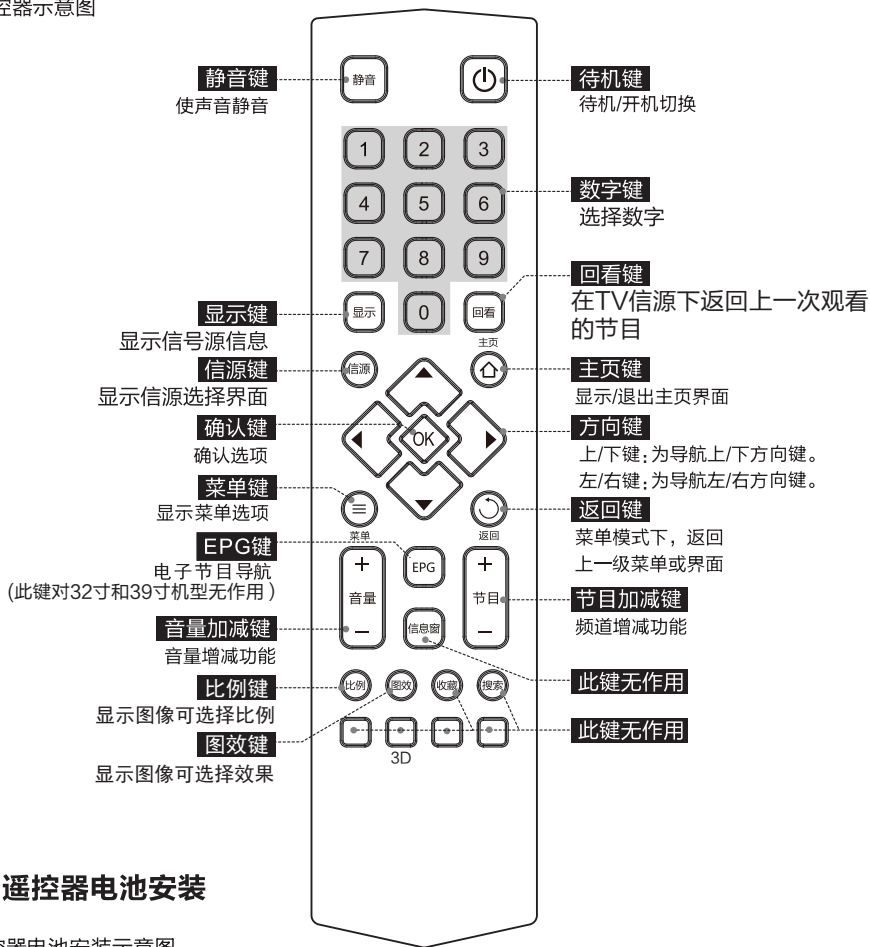 控器示意图
静音键
使声音静音
待机键
待机/开机切换
静音
1
2
3
4
5
6
7
8
9
0
数字键
选择数字
回看键
在TV信源下返回上一次观看
的节目
显示键
显示信号源信息
显示
回看
主页
信源键
显示信源选择界面
信源
主页键
显示/退出主页界面
确认键
确认选项
OK
方向键
上/下键:为导航上/下方向键。
左/右键:为导航左/右方向键。
菜单键
显示菜单选项
菜单
返回
返回键
菜单模式下，返回
上一级菜单或界面
EPG键
电子节目导航
(此键对32寸和39寸机型无作用)
EPG
+
音量
−
+
节目
−
节目加减键
频道增减功能
音量加减键
音量增减功能
信息窗
此键无作用
比例键
显示图像可选择比例
比例
图效
收藏
搜索
此键无作用
图效键
显示图像可选择效果
3D
遥控器电池安装